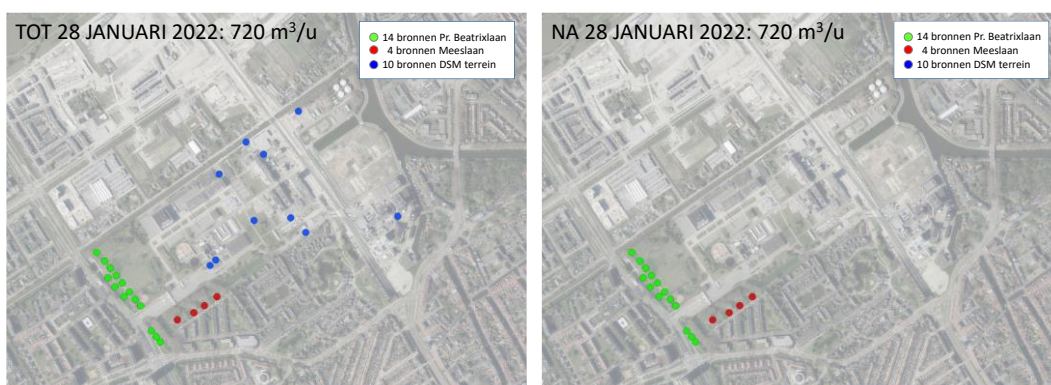 TOT 28 JANUARI 2022: 720 m³/u
14 bronnen Pr. Beatrixlaan
4 bronnen Meeslaan
10 bronnen DSM terrein
NA 28 JANUARI 2022: 720 m³/u
14 bronnen Pr. Beatrixlaan
4 bronnen Meeslaan
10 bronnen DSM terrein